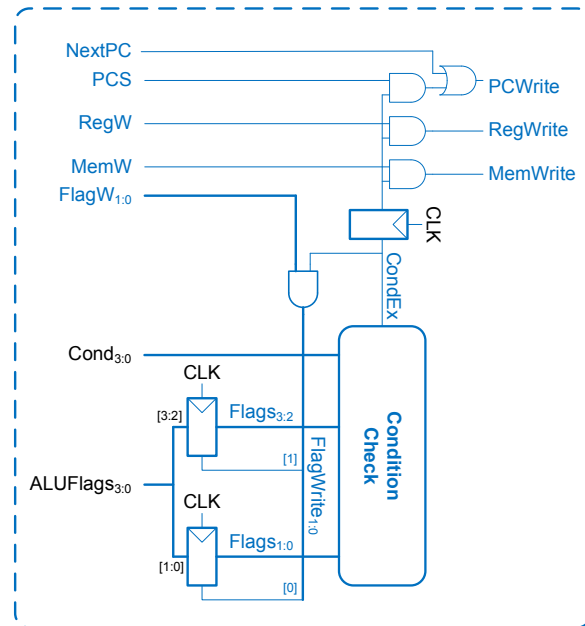 NextPC
PCS
PCWrite
RegW
RegWrite
MemW
MemWrite
FlagW1:0
CLK
CondEx
Cond3:0
CLK
[3:2]
Flags3:2
[1]
Condition
Check
FlagWrite1:0
ALUFlags3:0
CLK
Flags1:0
[1:0]
[0]